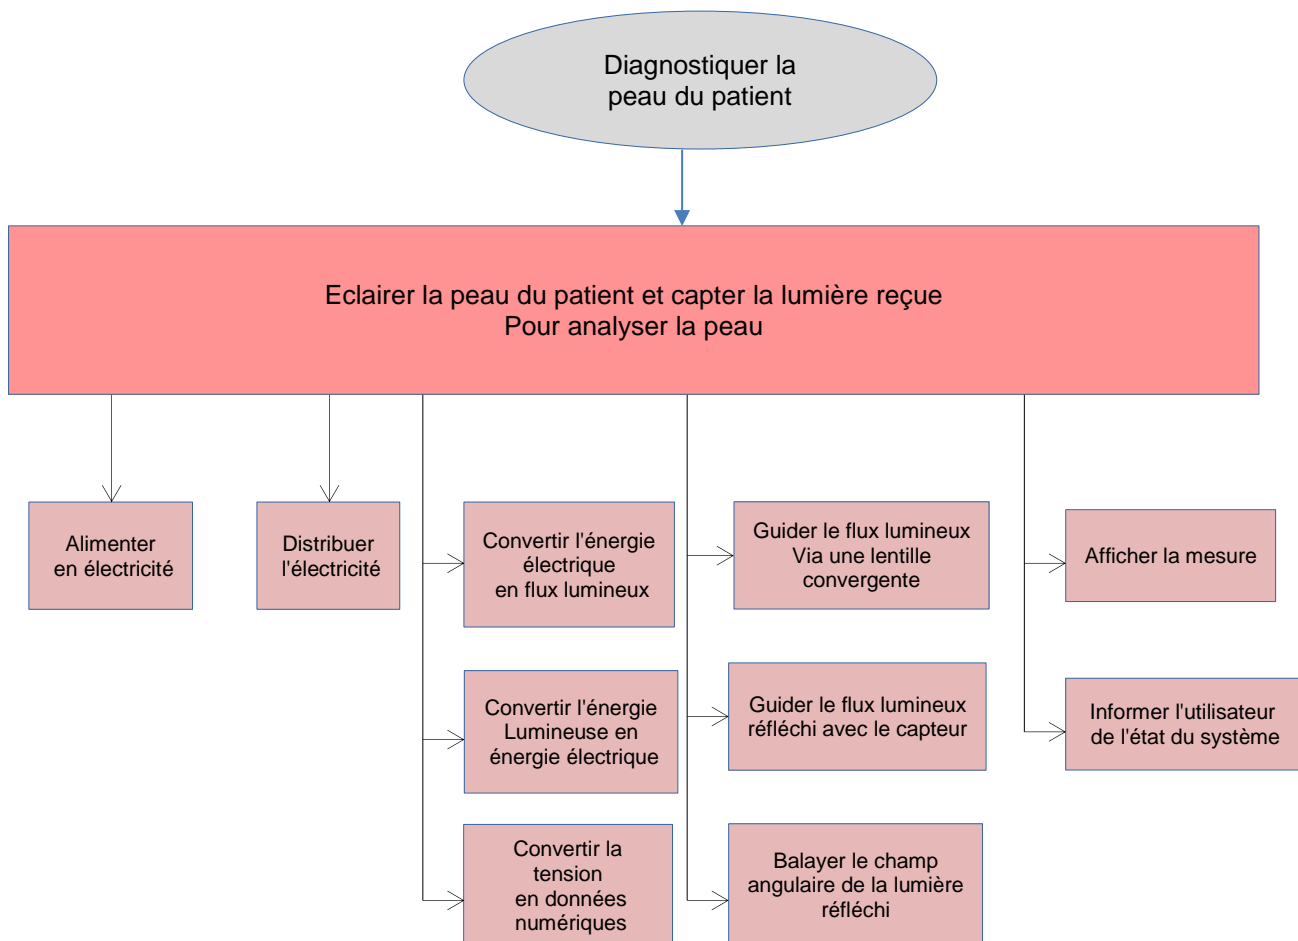 Diagnostiquer la
peau du patient
Eclairer la peau du patient et capter la lumière reçue
Pour analyser la peau
Alimenter
en électricité
Distribuer
l'électricité
Convertir l'énergie
électrique
en flux lumineux
Guider le flux lumineux
Via une lentille
convergente
Afficher la mesure
Convertir l'énergie
Lumineuse en
énergie électrique
Guider le flux lumineux
réfléchi avec le capteur
Informer l'utilisateur
de l'état du système
Convertir la
tension
en données
numériques
Balayer le champ
angulaire de la lumière
réfléchi